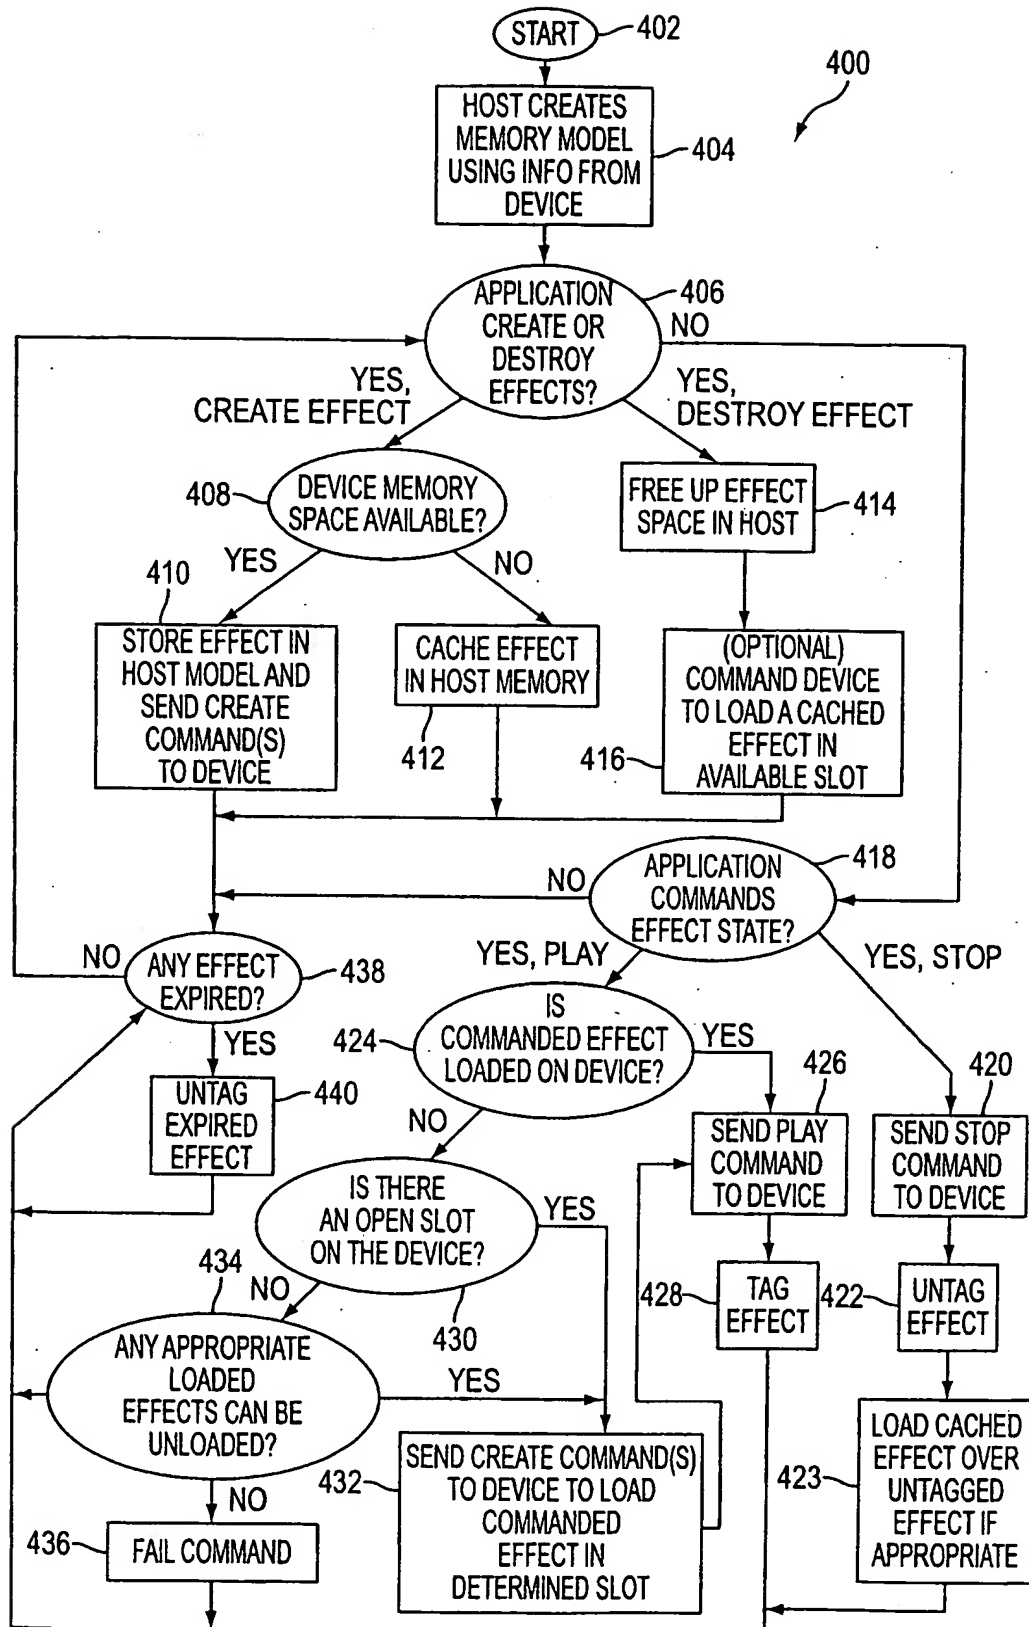 START
402
400
HOST CREATES
MEMORY MODEL
USING INFO FROM
DEVICE
404
APPLICATION
CREATE OR
DESTROY
EFFECTS?
406
NO
YES,
CREATE EFFECT
YES,
DESTROY EFFECT
408
DEVICE MEMORY
SPACE AVAILABLE?
FREE UP EFFECT
SPACE IN HOST
414
YES
NO
410
STORE EFFECT IN
HOST MODEL AND
SEND CREATE
COMMAND(S)
TO DEVICE
CACHE EFFECT
IN HOST MEMORY
412
(OPTIONAL)
COMMAND DEVICE
TO LOAD A CACHED
EFFECT IN
AVAILABLE SLOT
416
APPLICATION
COMMANDS
EFFECT STATE?
418
NO
YES, PLAY
YES, STOP
NO
ANY EFFECT
EXPIRED?
438
YES
UNTAG
EXPIRED
EFFECT
440
IS
COMMANDED EFFECT
LOADED ON DEVICE?
424
YES
NO
426
SEND PLAY
COMMAND
TO DEVICE
420
SEND STOP
COMMAND
TO DEVICE
IS THERE
AN OPEN SLOT
ON THE DEVICE?
YES
NO
430
428
TAG
EFFECT
422
UNTAG
EFFECT
434
ANY APPROPRIATE
LOADED
EFFECTS CAN BE
UNLOADED?
YES
NO
432
SEND CREATE COMMAND(S)
TO DEVICE TO LOAD
COMMANDED
EFFECT IN
DETERMINED SLOT
423
LOAD CACHED
EFFECT OVER
UNTAGGED
EFFECT IF
APPROPRIATE
436
FAIL COMMAND